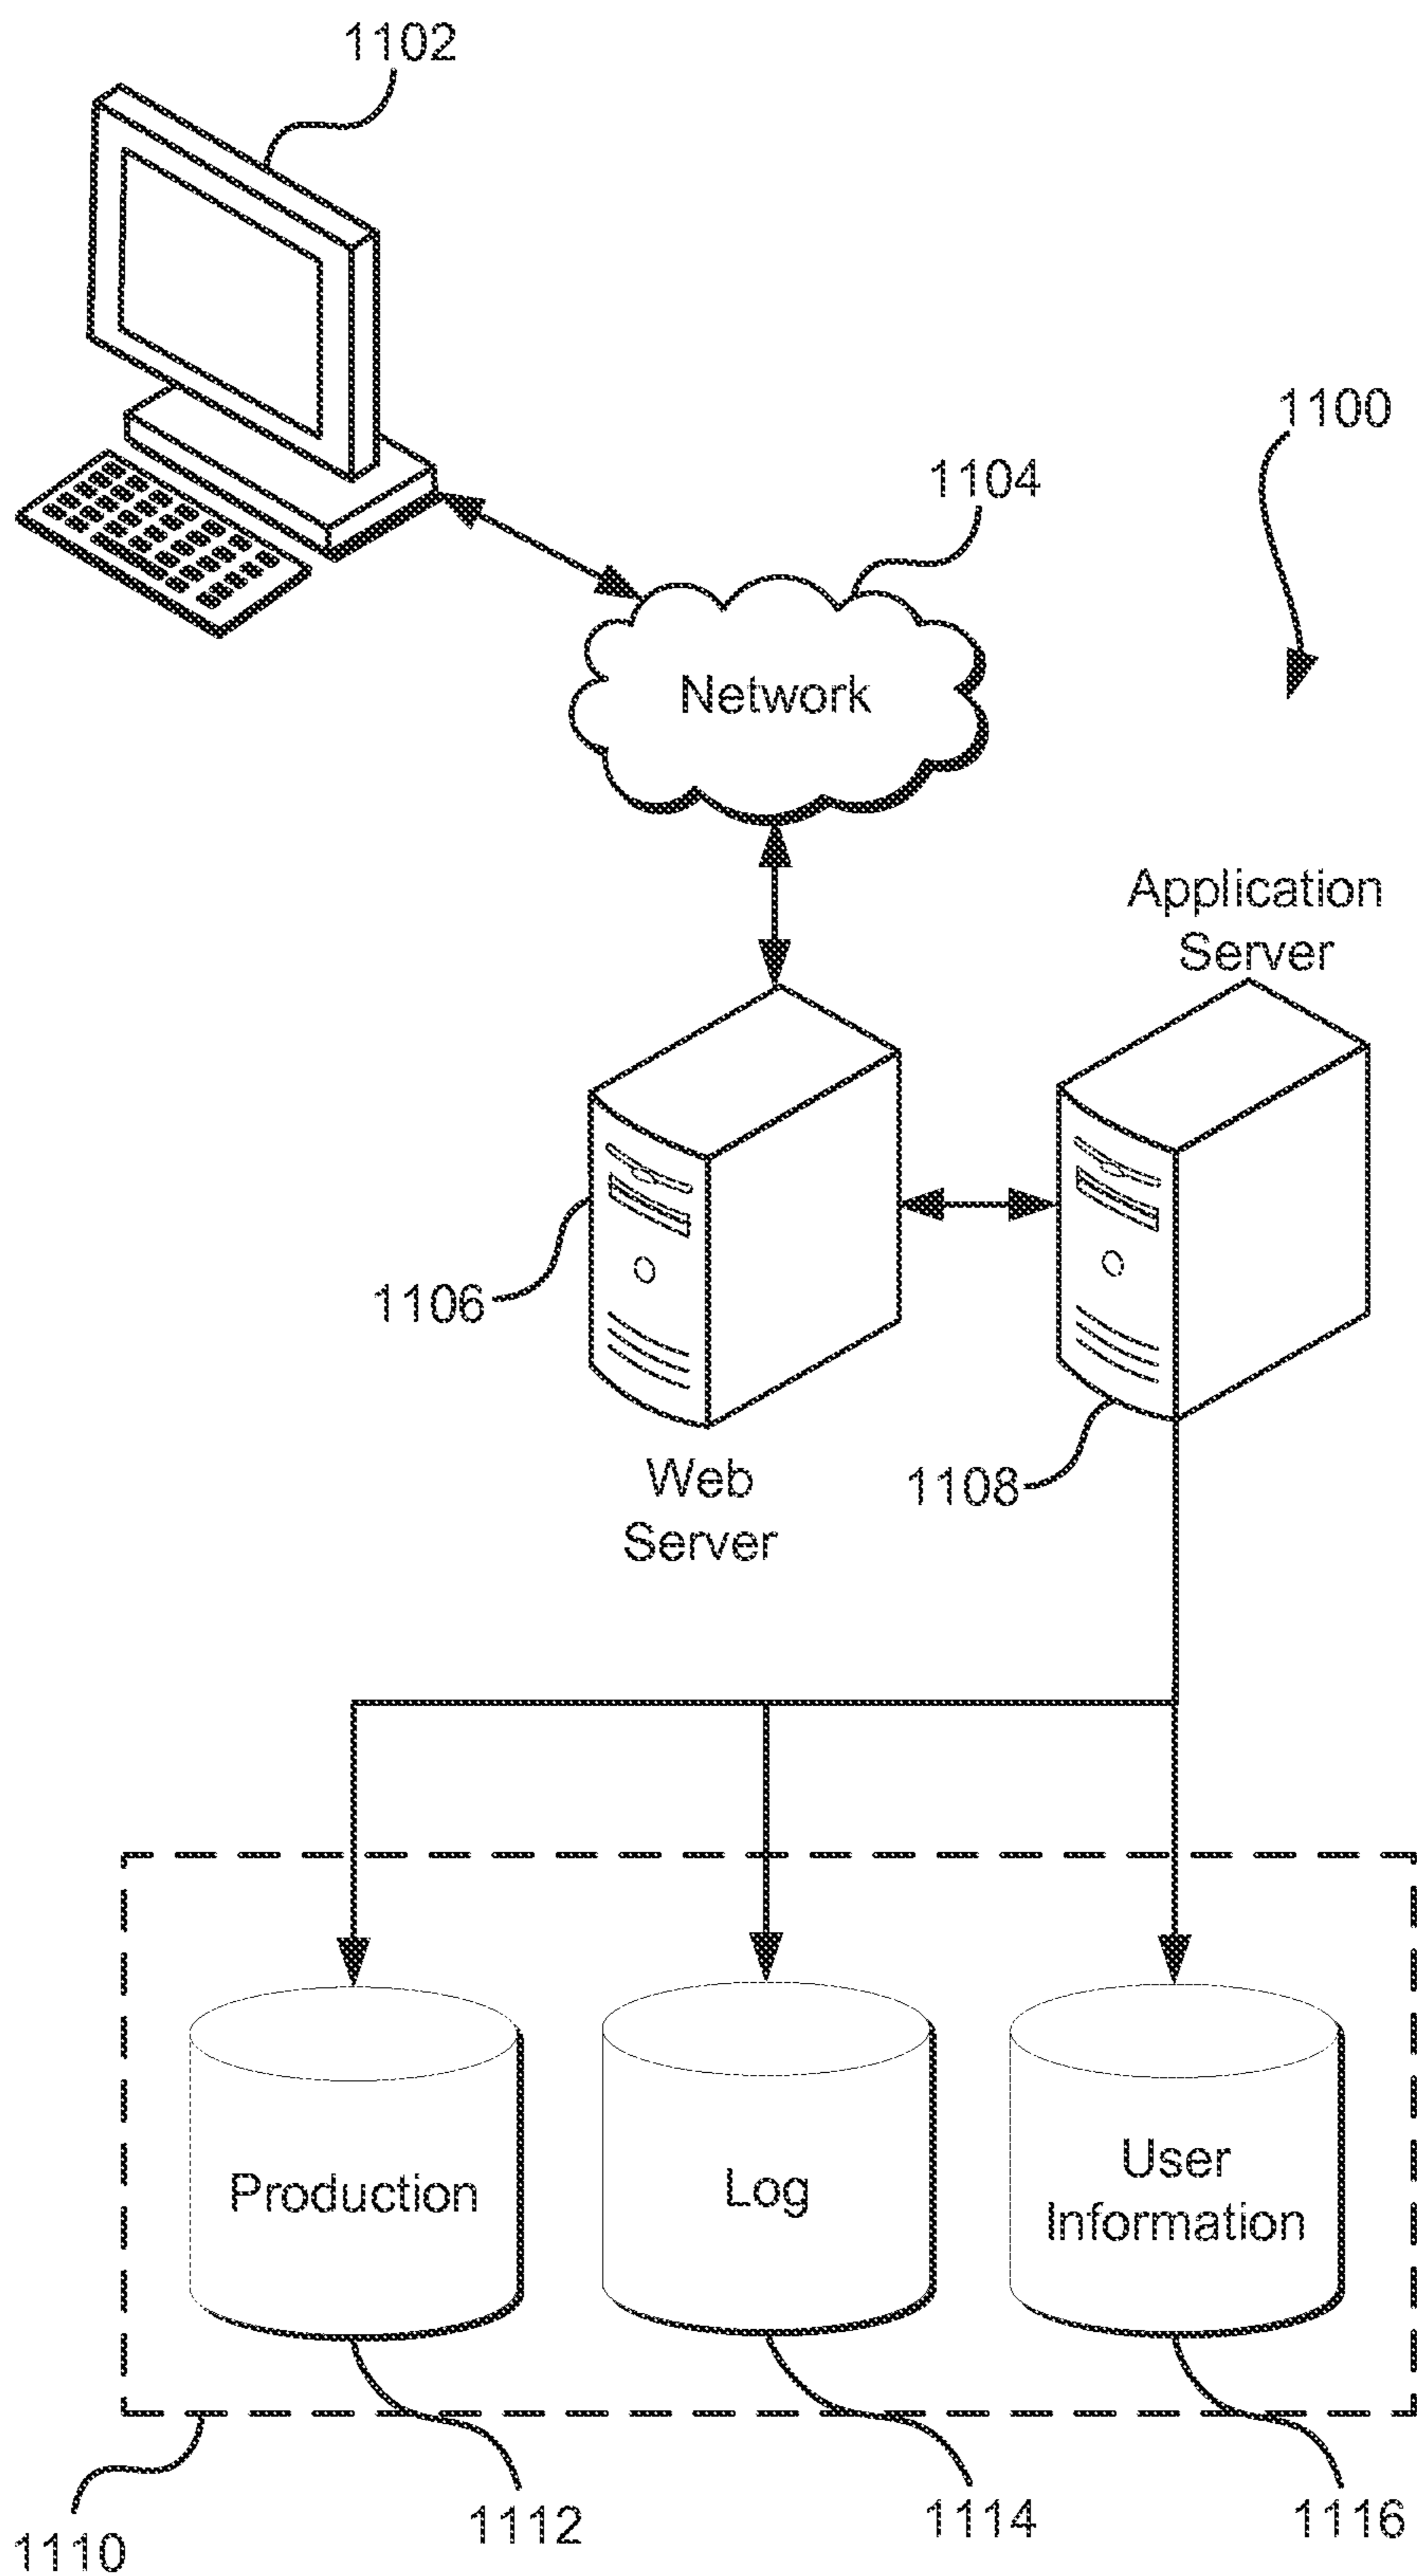 1102
1100
1104
Network
Application
Server
1106
Web
Server
1108
Production
Log
User
Information
1110
1112
1114
1116